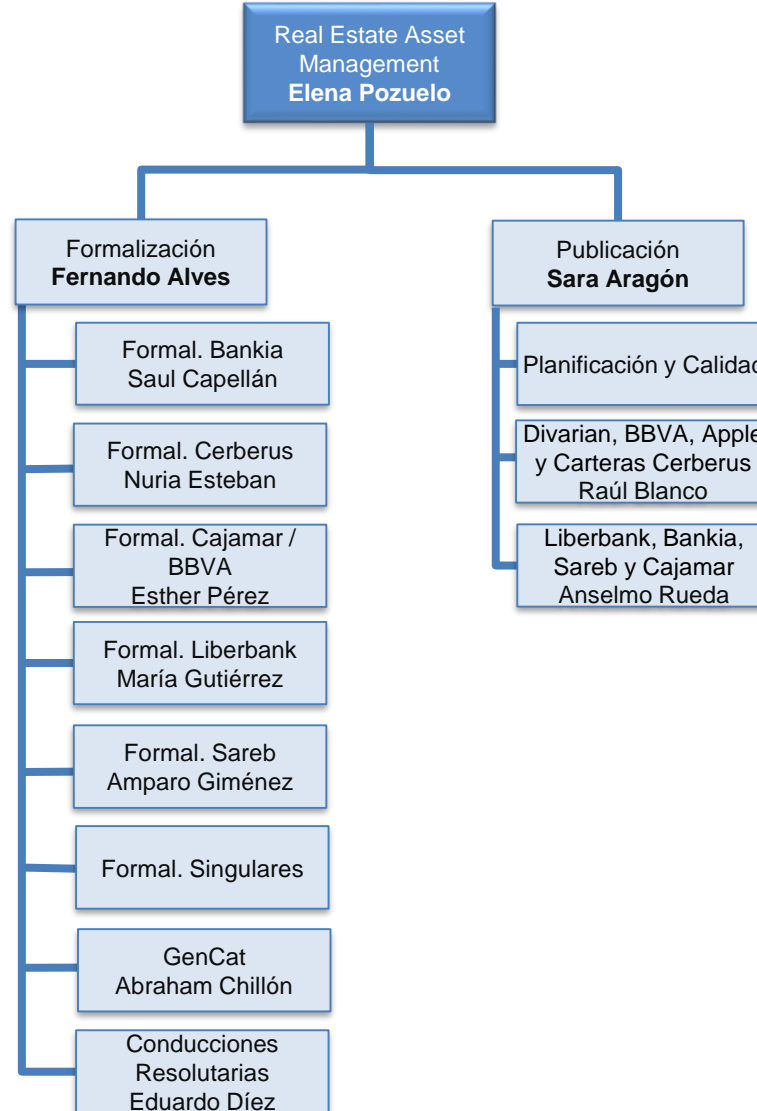 Real Estate Asset
Management
Elena Pozuelo
Formalización
Fernando Alves
Formal. Bankia
Saul Capellán
Formal. Cerberus
Nuria Esteban
Formal. Cajamar /
BBVA
Esther Pérez
Formal. Liberbank
María Gutiérrez
Formal. Sareb
Amparo Giménez
Formal. Singulares
GenCat
Abraham Chillón
Conducciones
Resolutarias
Eduardo Díez
Publicación
Sara Aragón
Planificación y Calidad
Divarian, BBVA, Apple
y Carteras Cerberus
Raúl Blanco
Liberbank, Bankia,
Sareb y Cajamar
Anselmo Rueda